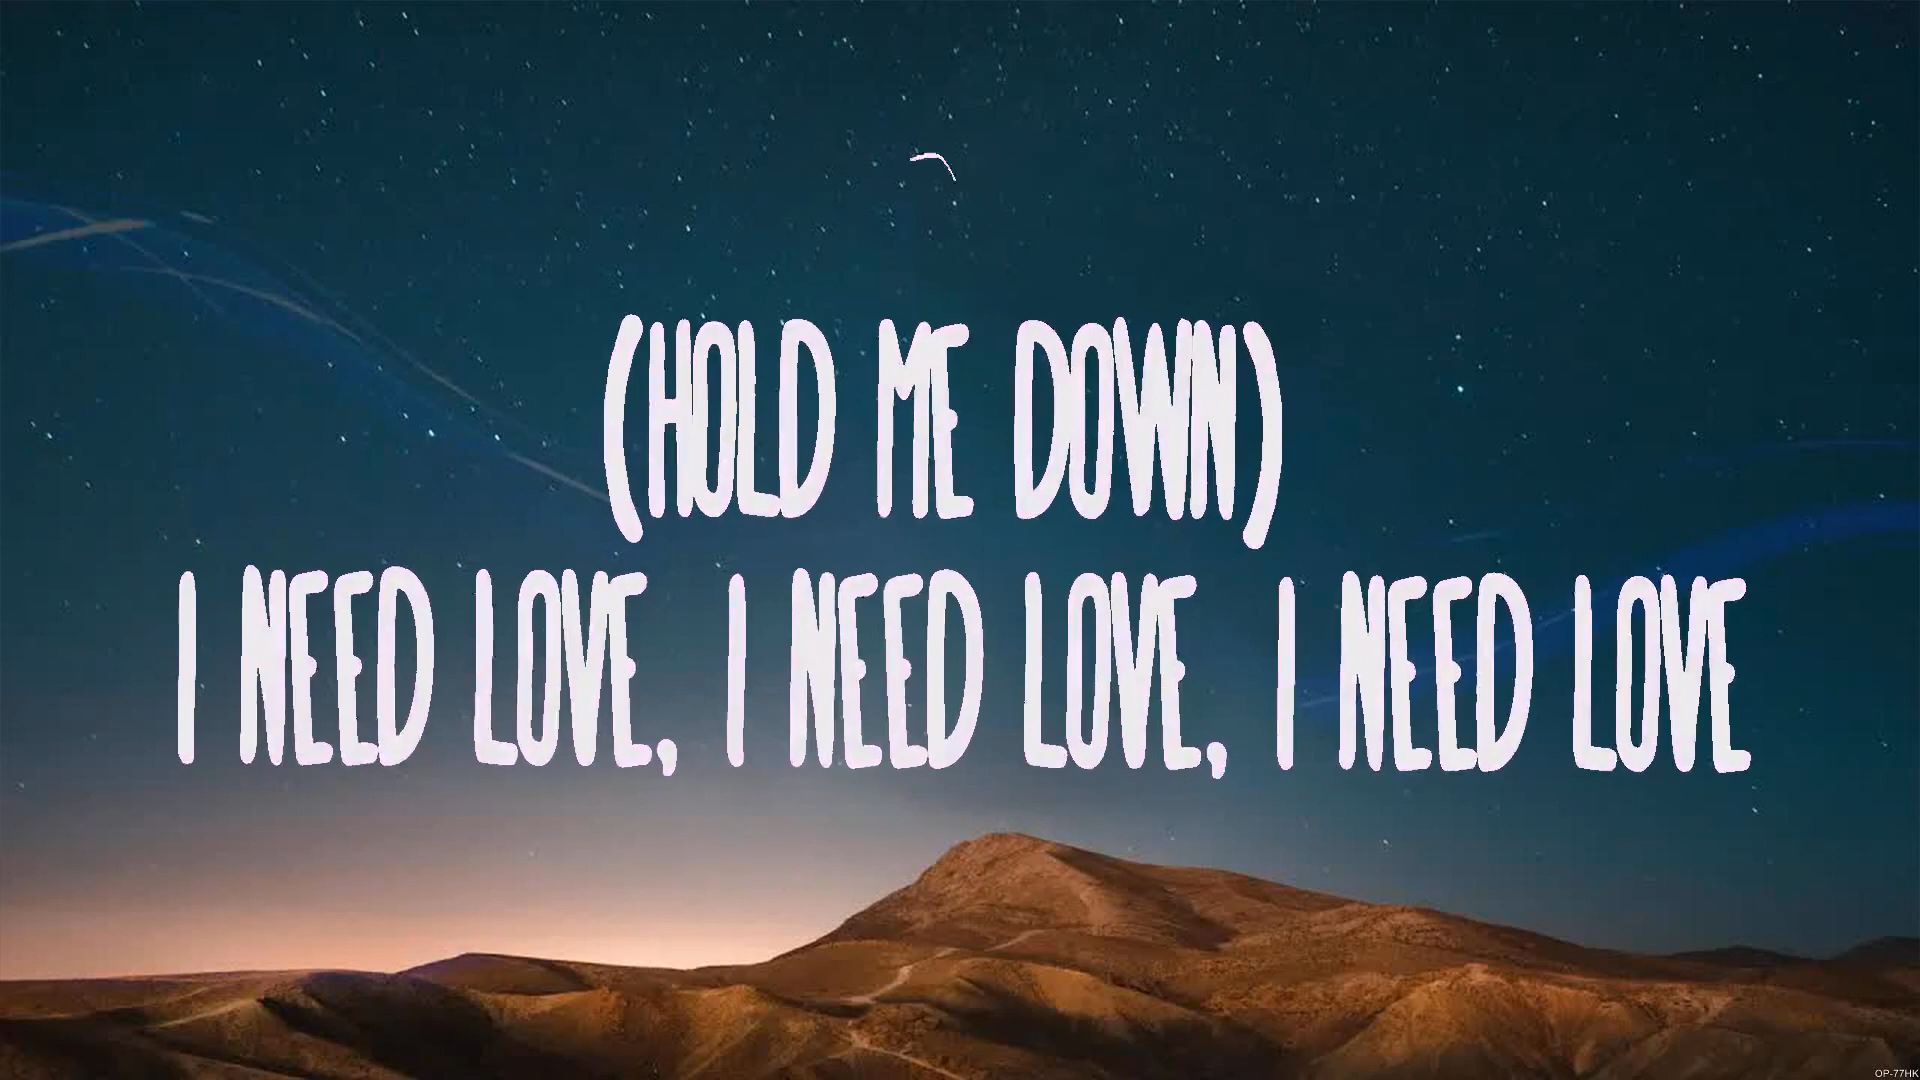 (HOLD ME DOWN)
I NEED LOVE, I NEED LOVE, I NEED LOVE
OP-77HK